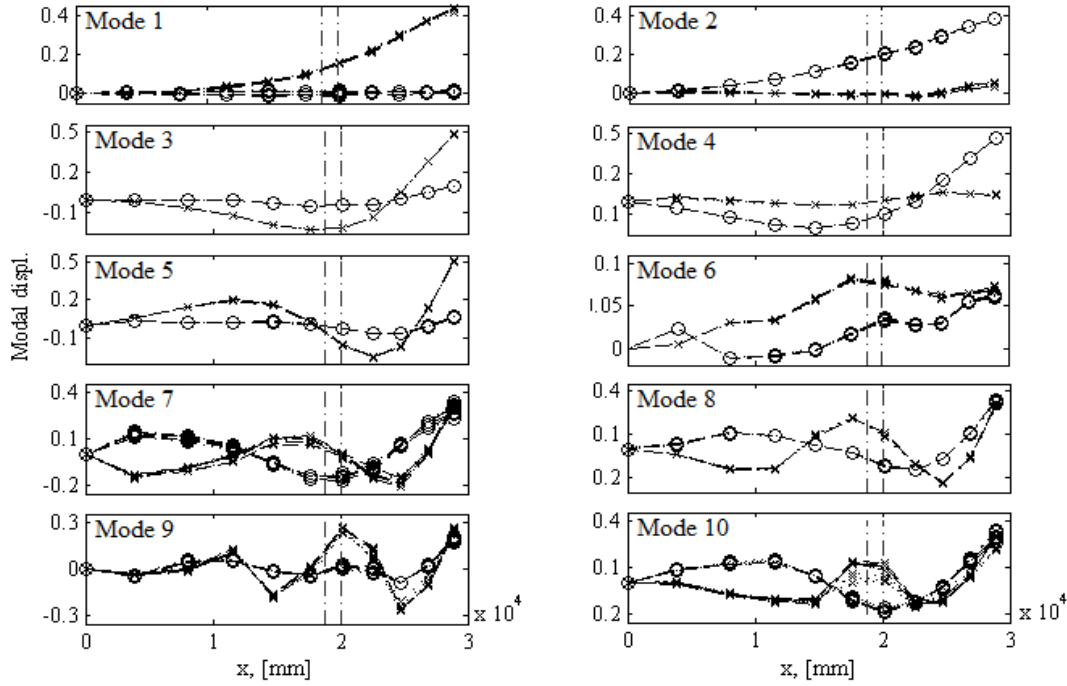 Mode 1
0.4
0.2
0
Mode 2
0.4
0.2
0
Mode 3
0.5
0.2
-0.1
Mode 4
0.5
0.2
0.1
Modal displ.
Mode 5
0.5
0.2
-0.1
Mode 6
0.1
.05
0
Mode 7
0.4
0.1
-0.2
Mode 8
0.4
0.1
0.2
Mode 9
0.3
0
-0.3
0 1 2 3
x 10^4
x, [mm]
Mode 10
0.4
0.1
0.2
0 1 2 3
x 10^4
x, [mm]